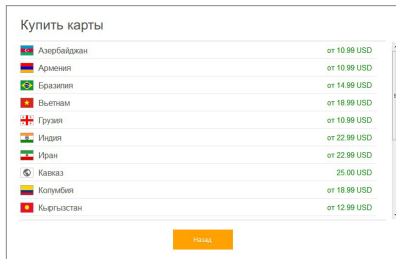 Купить карты
Азербайджан от 10.99 USD
Армения от 10.99 USD
Бразилия от 14.99 USD
Вьетнам от 18.99 USD
Грузия от 10.99 USD
Индия от 22.99 USD
Иран от 22.99 USD
Кавказ 25.00 USD
Колумбия от 18.99 USD
Кыргызстан от 12.99 USD
Назад